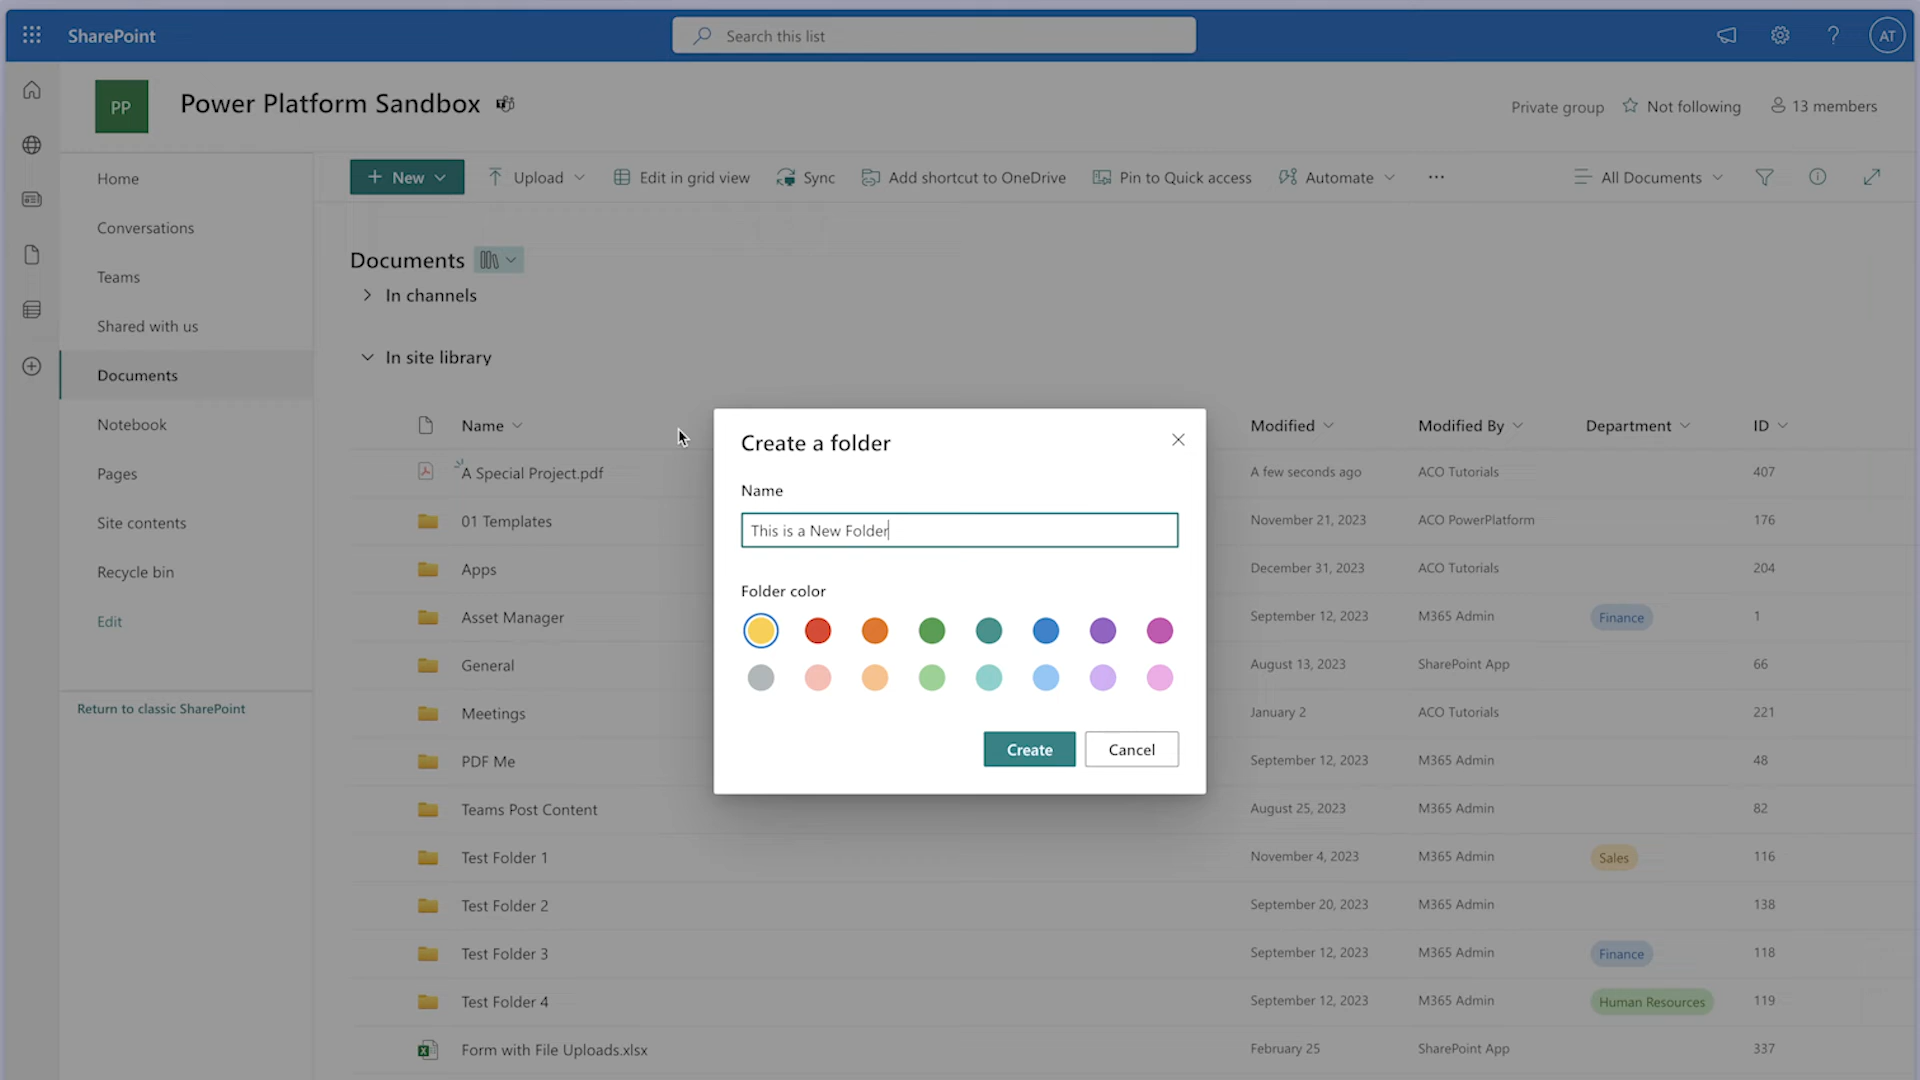 SharePoint
Search this list
AT
PP
Power Platform Sandbox
Private group
Not following
13 members
Home
Conversations
Teams
Shared with us
Documents
Notebook
Pages
Site contents
Recycle bin
Edit
Return to classic SharePoint
+ New Upload Edit in grid view Sync Add shortcut to OneDrive Pin to Quick access Automate ... All Documents
Documents
In channels
In site library
Name Modified Modified By Department ID
A Special Project.pdf A few seconds ago ACO Tutorials 407
01 Templates November 21, 2023 ACO PowerPlatform 176
Apps December 31, 2023 ACO Tutorials 204
Asset Manager September 12, 2023 M365 Admin Finance 1
General August 13, 2023 SharePoint App 66
Meetings January 2 ACO Tutorials 221
PDF Me September 12, 2023 M365 Admin 48
Teams Post Content August 25, 2023 M365 Admin 82
Test Folder 1 November 4, 2023 M365 Admin Sales 116
Test Folder 2 September 20, 2023 M365 Admin 138
Test Folder 3 September 12, 2023 M365 Admin Finance 118
Test Folder 4 September 12, 2023 M365 Admin Human Resources 119
Form with File Uploads.xlsx February 25 SharePoint App 337
Create a folder
Name
This is a New Folder
Folder color
Create
Cancel